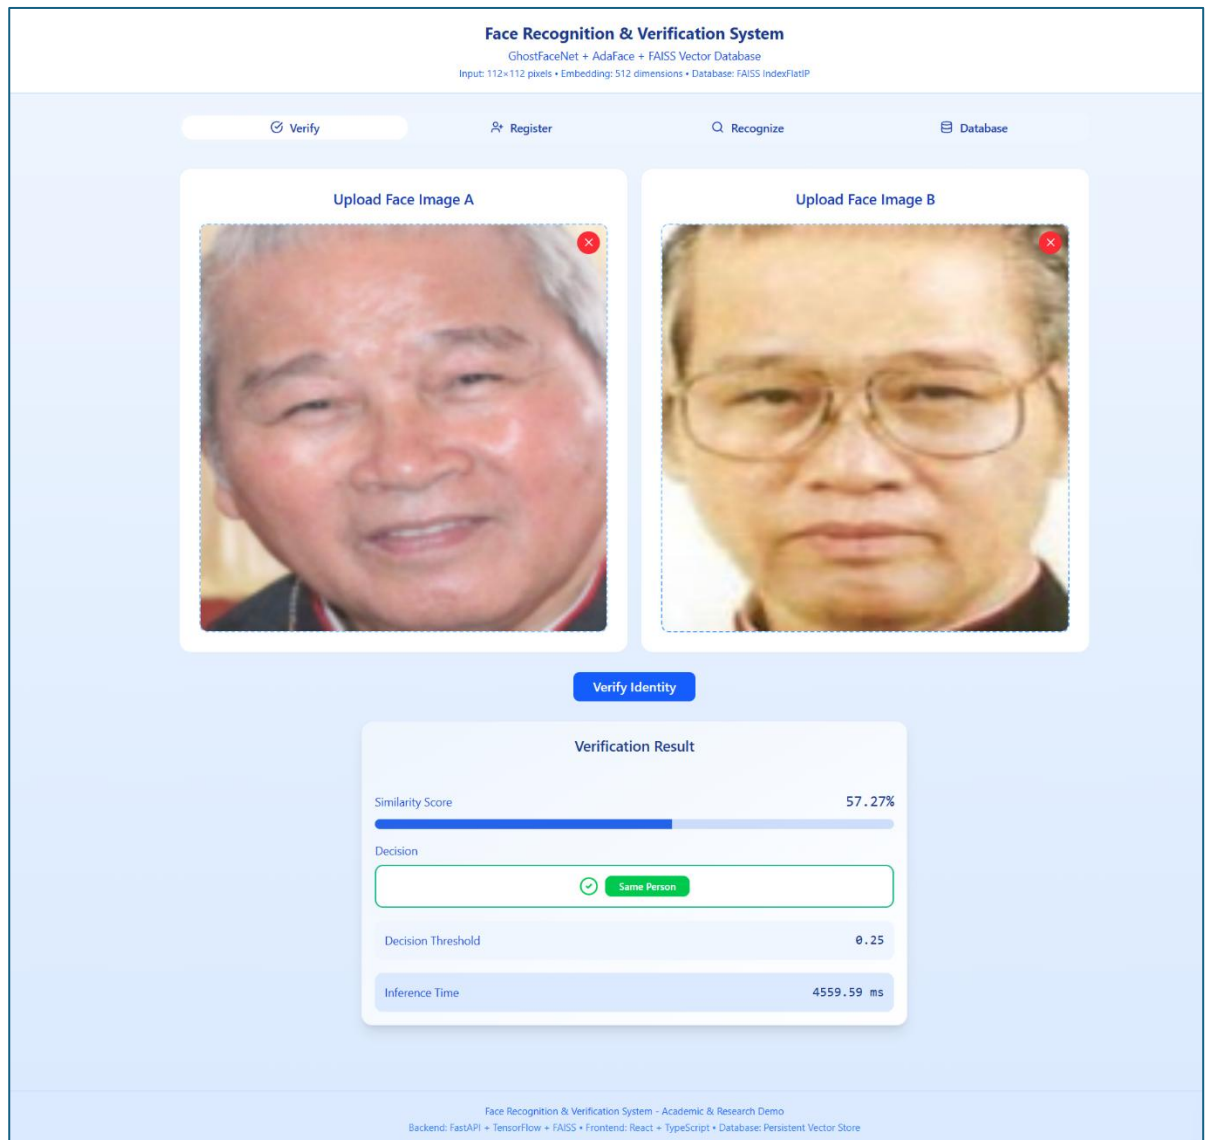 Face Recognition & Verification System
GhostFaceNet + AdaFace + FAISS Vector Database
Input: 112×112 pixels • Embedding: 512 dimensions • Database: FAISS IndexFlatIP
Verify
Register
Recognize
Database
Upload Face Image A
Upload Face Image B
Verify Identity
Verification Result
Similarity Score 57.27%
Decision
Same Person
Decision Threshold 0.25
Inference Time 4559.59 ms
Face Recognition & Verification System - Academic & Research Demo
Backend: FastAPI + TensorFlow + FAISS • Frontend: React + TypeScript • Database: Persistent Vector Store